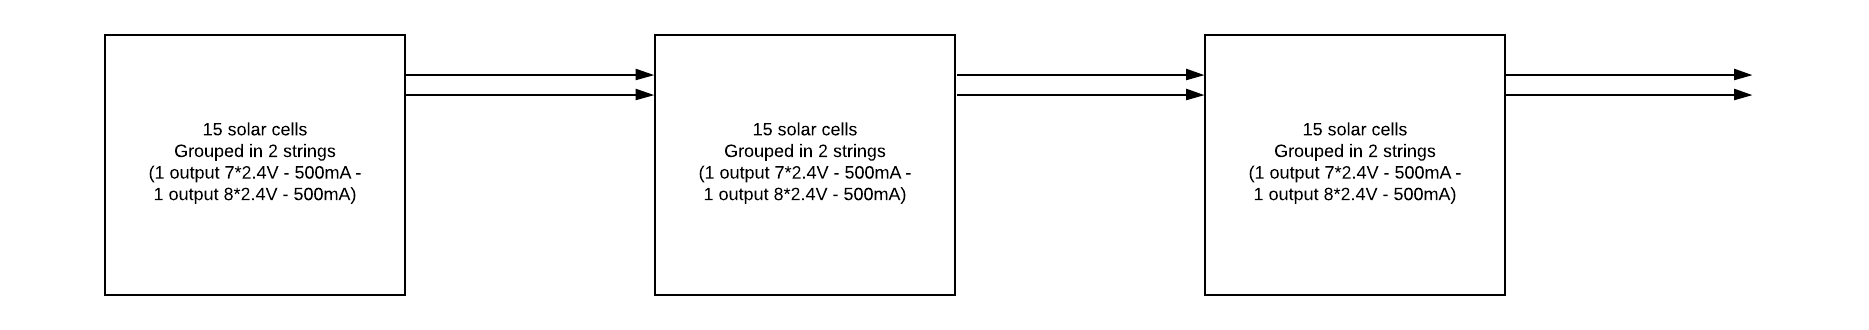 15 solar cells
Grouped in 2 strings
(1 output 7*2.4V - 500mA -
1 output 8*2.4V - 500mA)
15 solar cells
Grouped in 2 strings
(1 output 7*2.4V - 500mA -
1 output 8*2.4V - 500mA)
15 solar cells
Grouped in 2 strings
(1 output 7*2.4V - 500mA -
1 output 8*2.4V - 500mA)